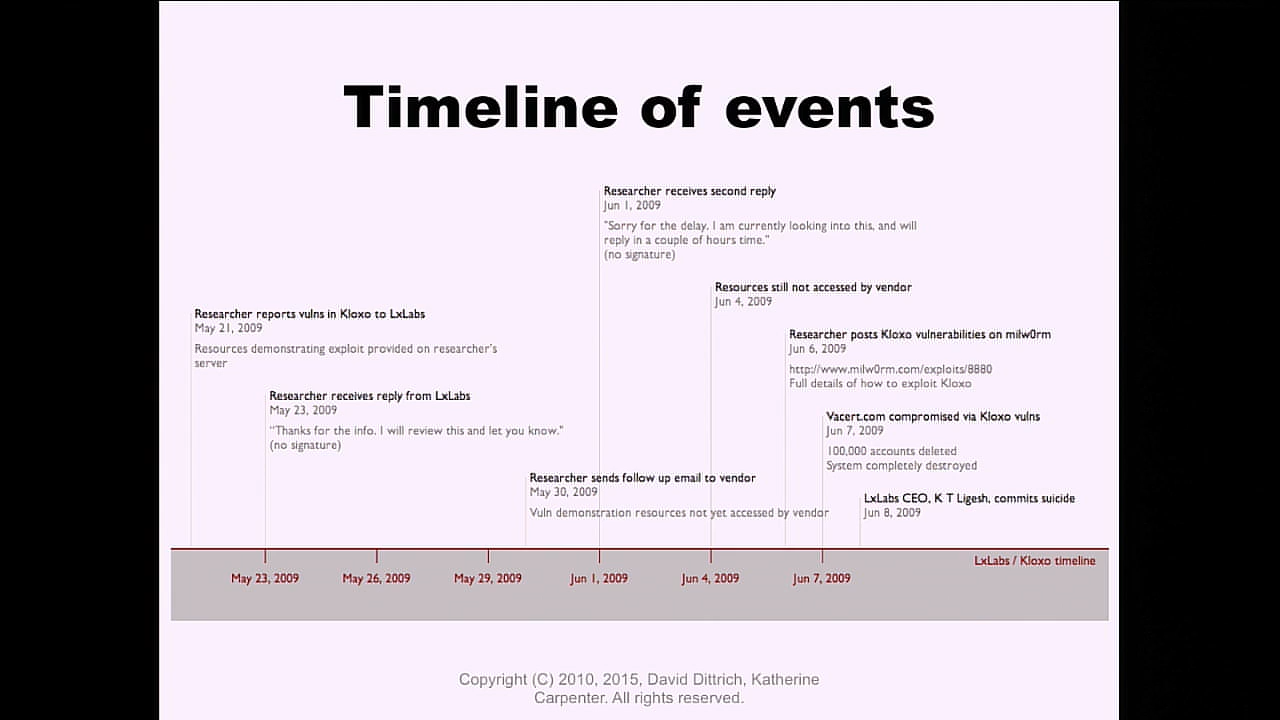 Timeline of events
Researcher receives second reply
Jun 1, 2009
"Sorry for the delay. I am currently looking into this, and will
reply in a couple of hours time."
(no signature)
Resources still not accessed by vendor
Jun 4, 2009
Researcher reports vulns in Kloxo to LxLabs
May 21, 2009
Resources demonstrating exploit provided on researcher's
server
Researcher posts Kloxo vulnerabilities on milw0rm
Jun 6, 2009
http://www.milw0rm.com/exploits/8880
Full details of how to exploit Kloxo
Researcher receives reply from LxLabs
May 23, 2009
"Thanks for the info. I will review this and let you know."
(no signature)
Vacert.com compromised via Kloxo vulns
Jun 7, 2009
100,000 accounts deleted
System completely destroyed
Researcher sends follow up email to vendor
May 30, 2009
Vuln demonstration resources not yet accessed by vendor
LxLabs CEO, K T Ligesh, commits suicide
Jun 8, 2009
LxLabs / Kloxo timeline
May 23, 2009 May 26, 2009 May 29, 2009 Jun 1, 2009 Jun 4, 2009 Jun 7, 2009
Copyright (C) 2010, 2015, David Dittrich, Katherine
Carpenter. All rights reserved.